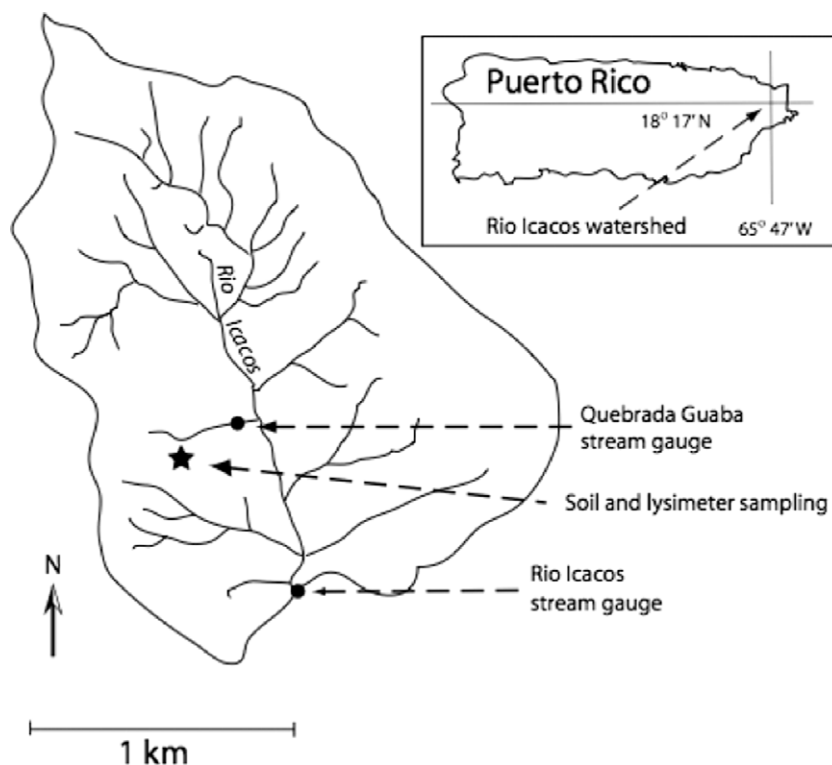 Puerto Rico
18° 17' N
Rio Icacos watershed
65° 47' W
Rio
Icacos
Quebrada Guaba
stream gauge
Soil and lysimeter sampling
Rio Icacos
stream gauge
N
1 km